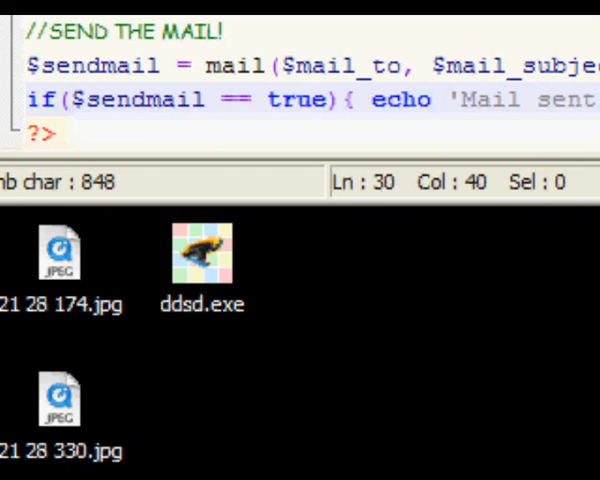 //SEND THE MAIL!
$sendmail = mail($mail_to, $mail_subje
if($sendmail == true){ echo 'Mail sent
?>
nb char : 848
Ln : 30 Col : 40 Sel : 0
JPEG
21 28 174.jpg
ddsd.exe
JPEG
21 28 330.jpg